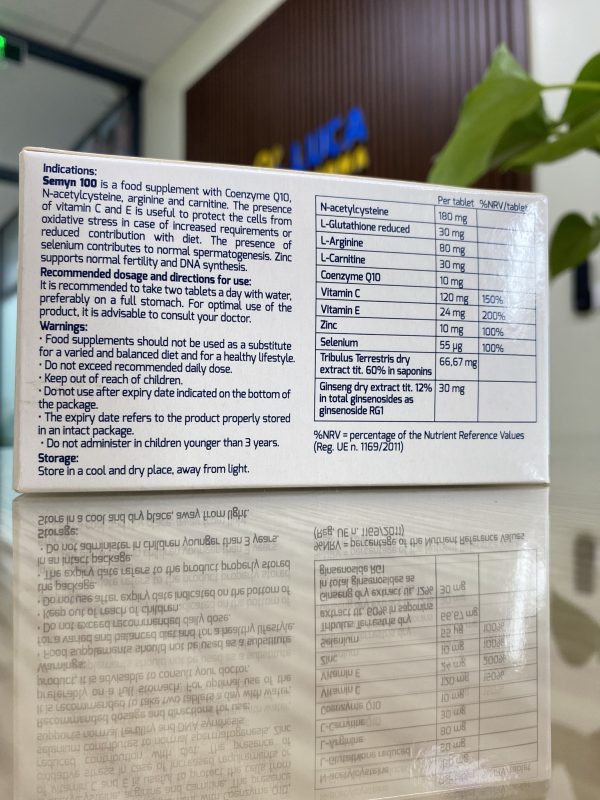 LUCA
Indications:
Semyn 100 is a food supplement with Coenzyme Q10,
N-acetylcysteine, arginine and carnitine. The presence
of vitamin C and E is useful to protect the cells from
oxidative stress in case of increased requirements or
reduced contribution with diet. The presence of
selenium contributes to normal spermatogenesis. Zinc
supports normal fertility and DNA synthesis.
Recommended dosage and directions for use:
It is recommended to take two tablets a day with water,
preferably on a full stomach. For optimal use of the
product, it is advisable to consult your doctor.
Warnings:
• Food supplements should not be used as a substitute
for a varied and balanced diet and for a healthy lifestyle.
• Do not exceed recommended daily dose.
• Keep out of reach of children.
• Do not use after expiry date indicated on the bottom of
the package.
• The expiry date refers to the product properly stored
in an intact package.
• Do not administer in children younger than 3 years.
Storage:
Store in a cool and dry place, away from light.
Per tablet %NRV/tablet
N-acetylcysteine 180 mg
L-Glutathione reduced 30 mg
L-Arginine 80 mg
L-Carnitine 30 mg
Coenzyme Q10 10 mg
Vitamin C 120 mg 150%
Vitamin E 24 mg 200%
Zinc 10 mg 100%
Selenium 55 µg 100%
Tribulus Terrestris dry 66,67 mg
extract tit. 60% in saponins
Ginseng dry extract tit. 12% 30 mg
in total ginsenosides as
ginsenoside RG1
%NRV = percentage of the Nutrient Reference Values
(Reg. UE n. 1169/2011)